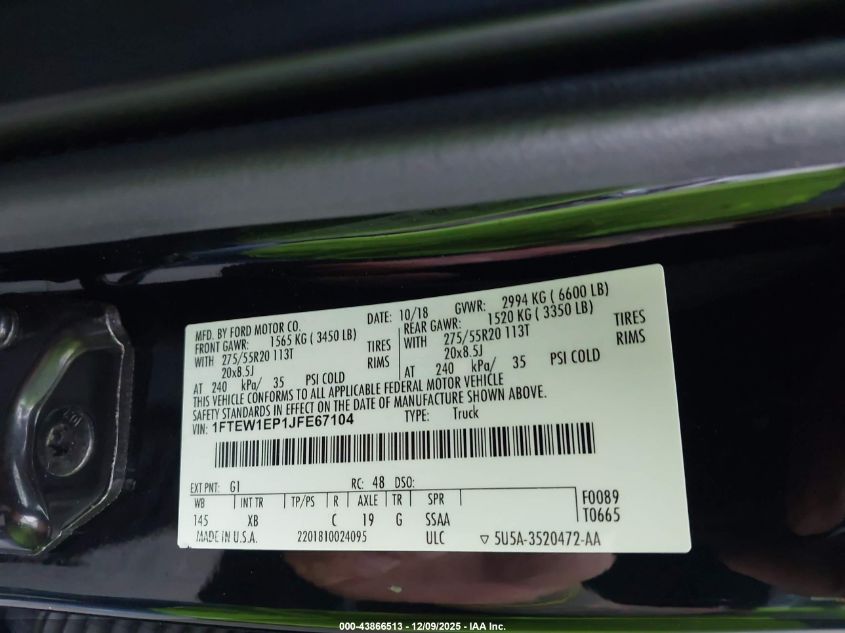 MFD. BY FORD MOTOR CO.
DATE: 10/18 GVWR: 2994 KG ( 6600 LB)
FRONT GAWR: 1565 KG ( 3450 LB) REAR GAWR: 1520 KG ( 3350 LB)
WITH 275/55R20 113T TIRES 275/55R20 113T TIRES
20x8.5J RIMS 20x8.5J RIMS
AT 240 kPa/ 35 PSI COLD AT 240 kPa/ 35 PSI COLD
THIS VEHICLE CONFORMS TO ALL APPLICABLE FEDERAL MOTOR VEHICLE
SAFETY STANDARDS IN EFFECT ON THE DATE OF MANUFACTURE SHOWN ABOVE.
VIN: 1FTEW1EP1JFE67104 TYPE: Truck
EXT PNT: G1 RC: 48 DSO:
WB INT TR TP/PS R AXLE TR SPR F0089
145 XB C 19 G SSAA T0665
MADE IN U.S.A. 2201810024095 ULC ▽ 5U5A-3520472-AA
000-43866513 - 12/09/2025 - IAA Inc.